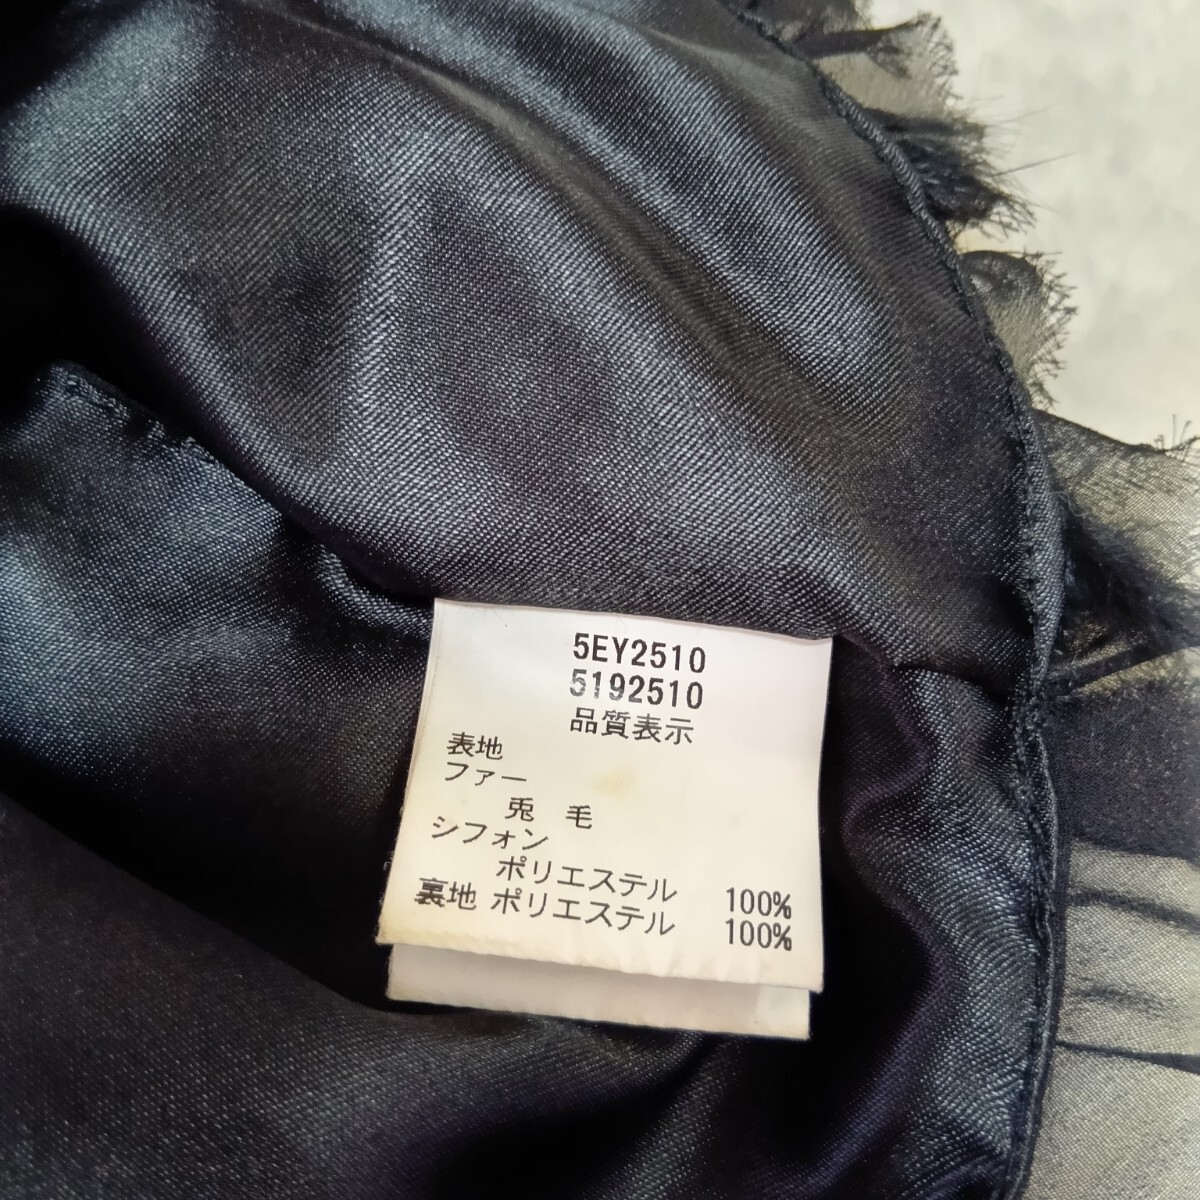 5EY2510
5192510
品質表示
表地
ファー
兎 毛
シフォン
ポリエステル 100%
裏地 ポリエステル 100%